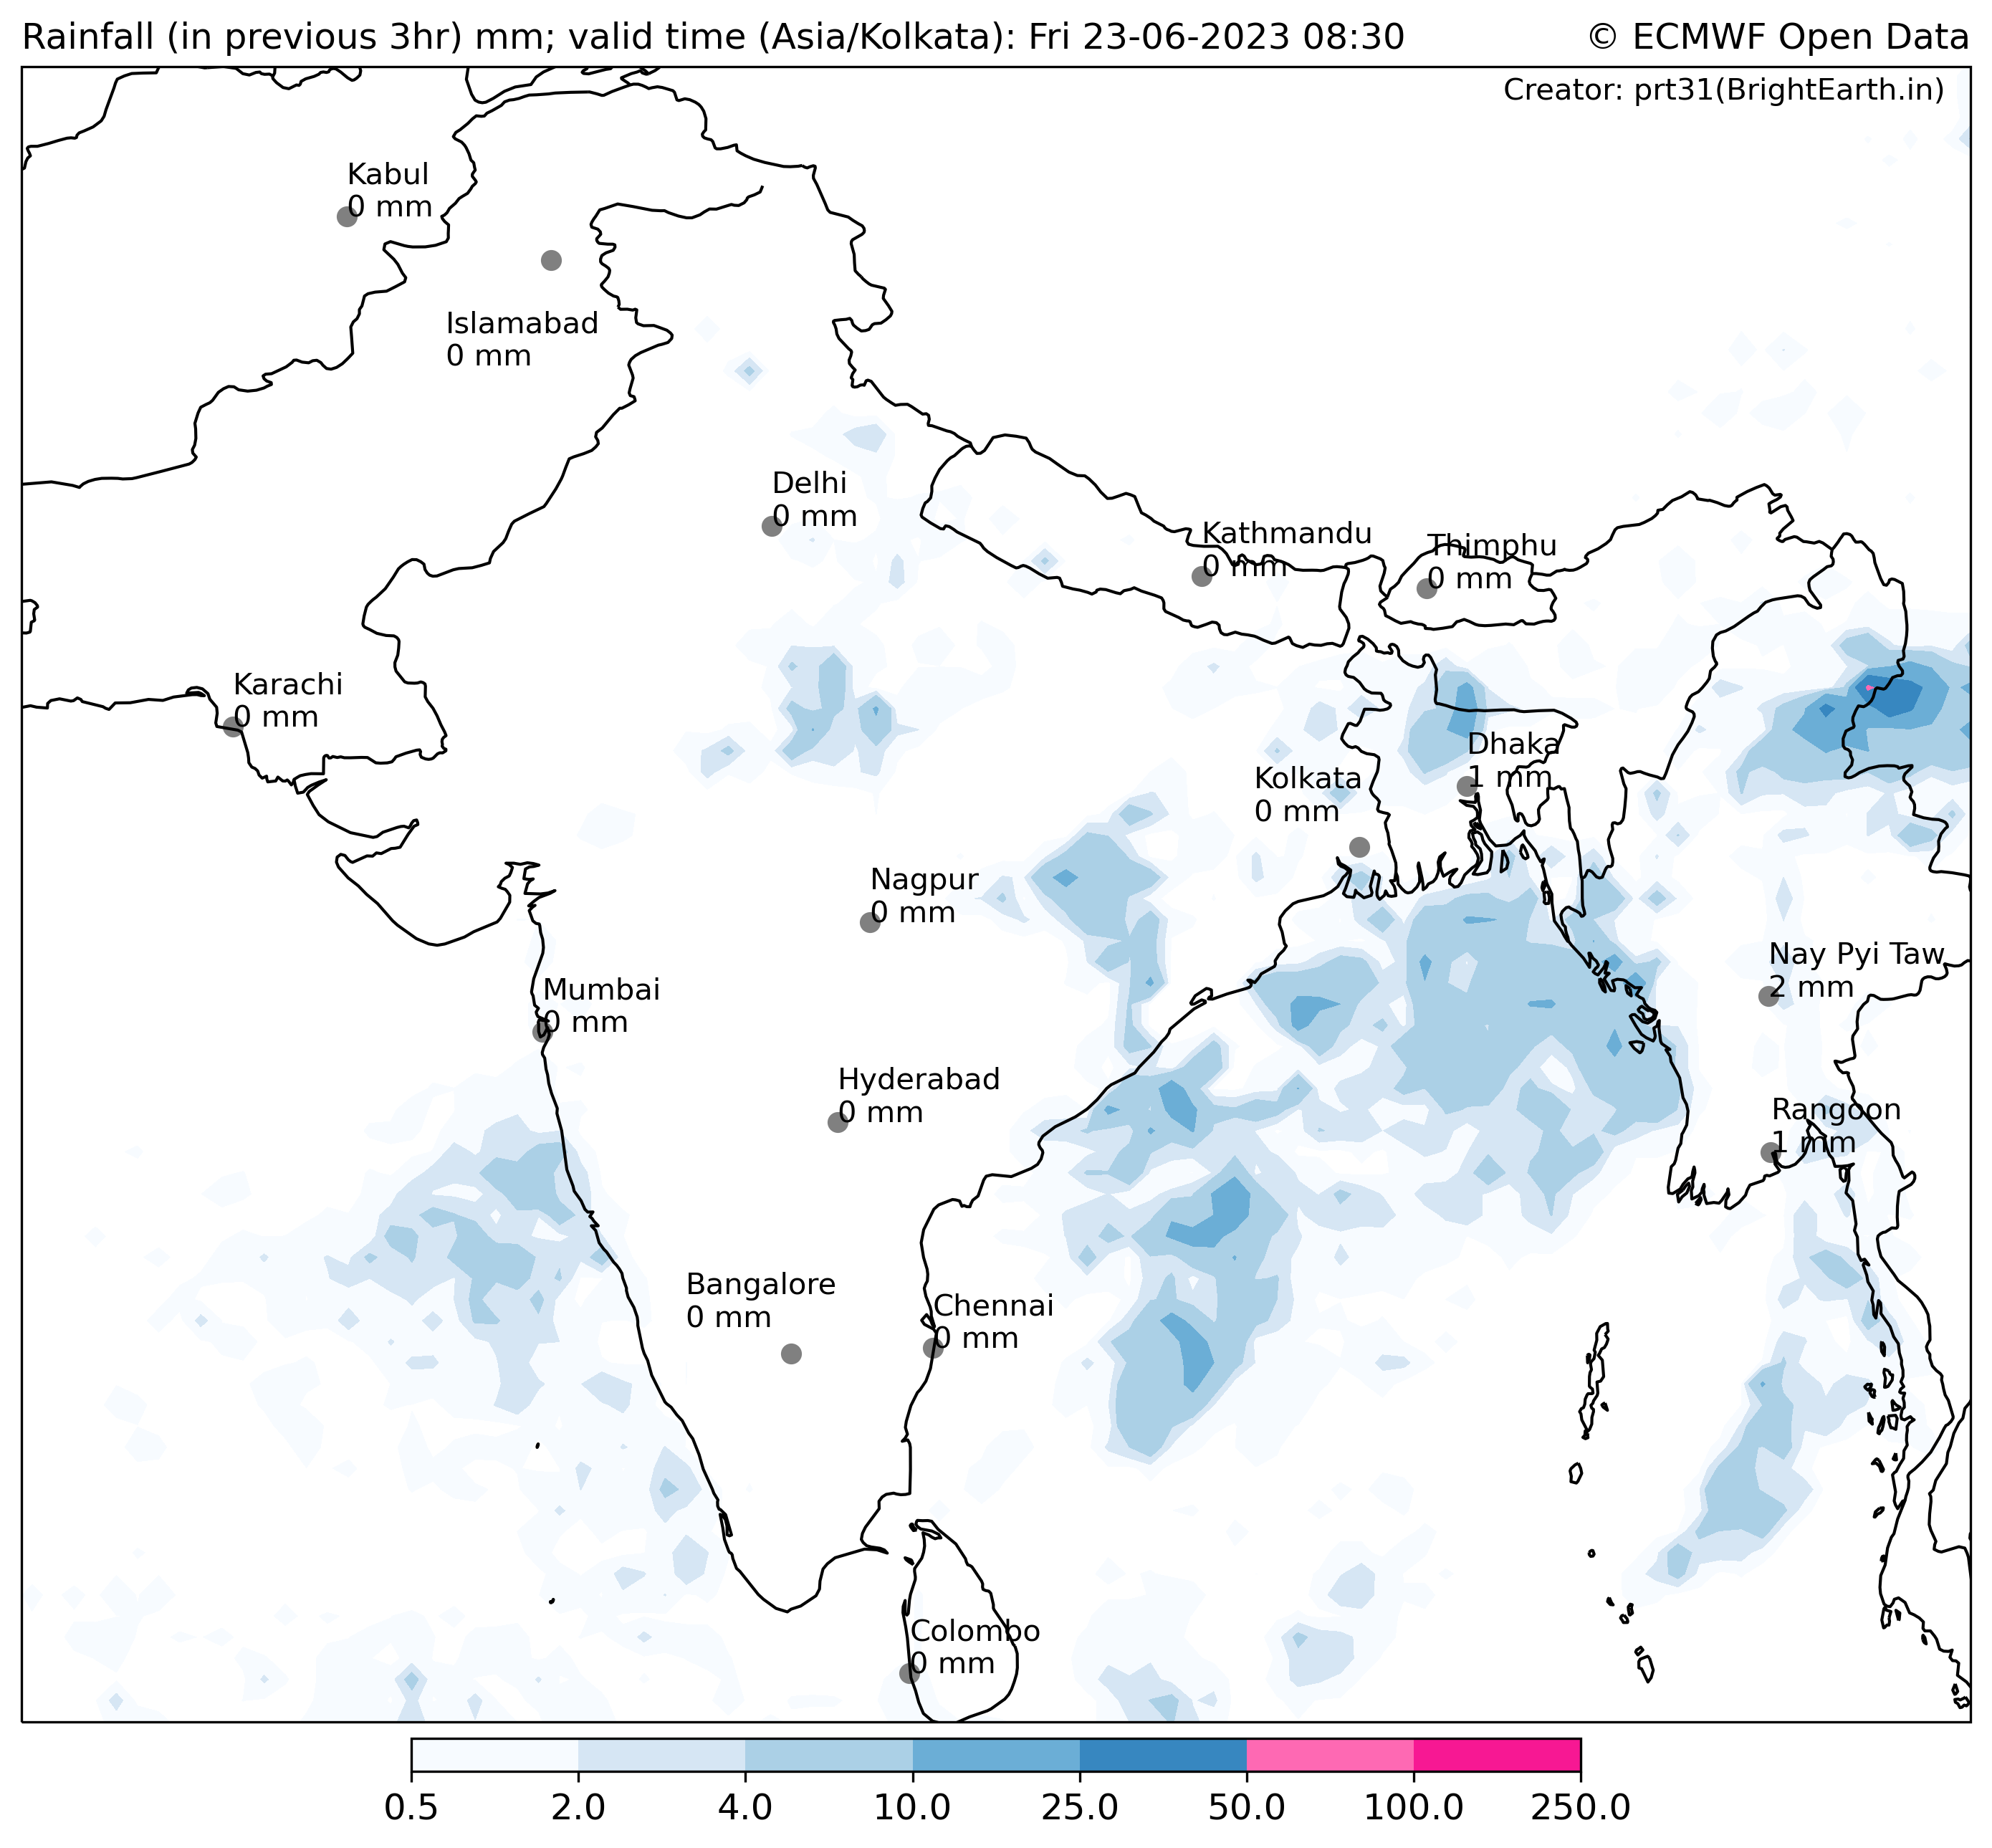 Rainfall (in previous 3hr) mm; valid time (Asia/Kolkata): Fri 23-06-2023 08:30
© ECMWF Open Data
Creator: prt31(BrightEarth.in)
Kabul
0 mm
Islamabad
0 mm
Delhi
0 mm
Kathmandu
0 mm
Thimphu
0 mm
Karachi
0 mm
Dhaka
1 mm
Kolkata
0 mm
Nagpur
0 mm
Nay Pyi Taw
2 mm
Mumbai
0 mm
Hyderabad
0 mm
Rangoon
1 mm
Bangalore
0 mm
Chennai
0 mm
Colombo
0 mm
0.5 2.0 4.0 10.0 25.0 50.0 100.0 250.0